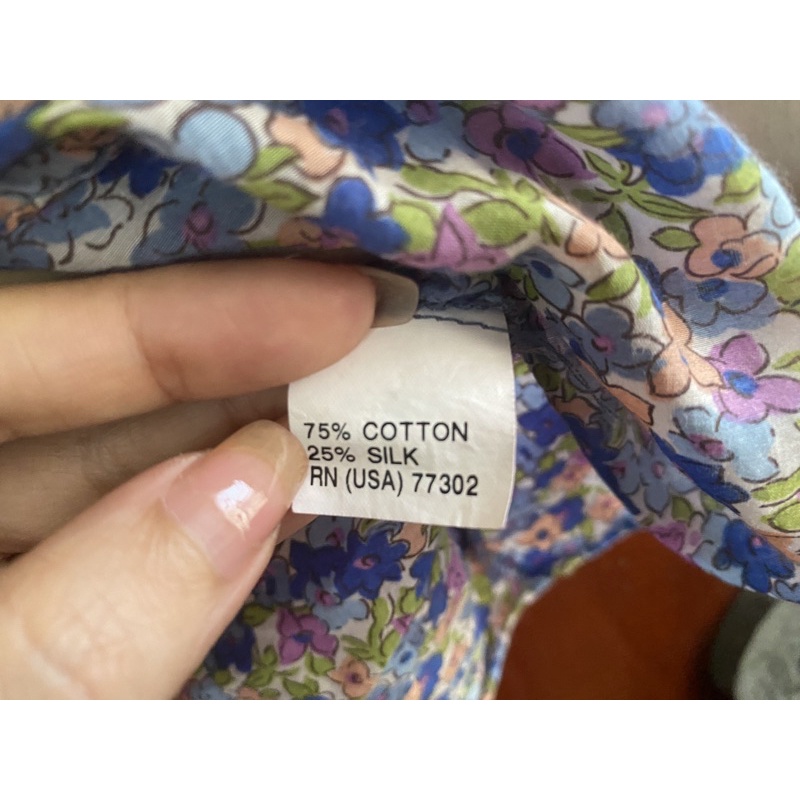 75% COTTON
25% SILK
RN (USA) 77302